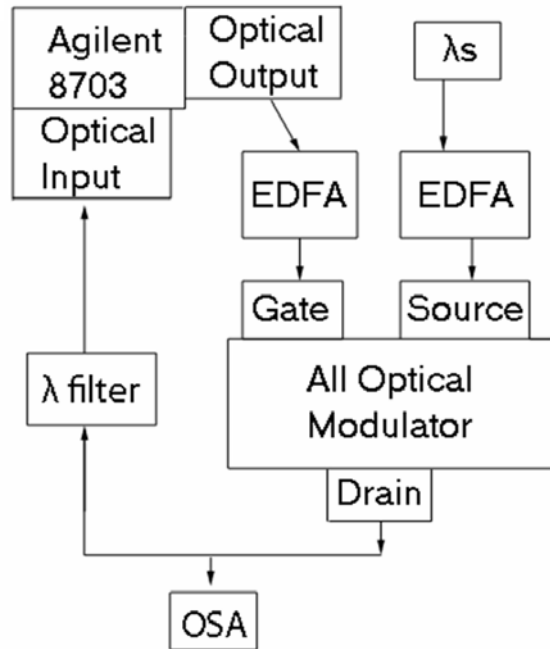 Agilent
8703
Optical
Output
λs
Optical
Input
EDFA
EDFA
Gate
Source
λ filter
All Optical
Modulator
Drain
OSA